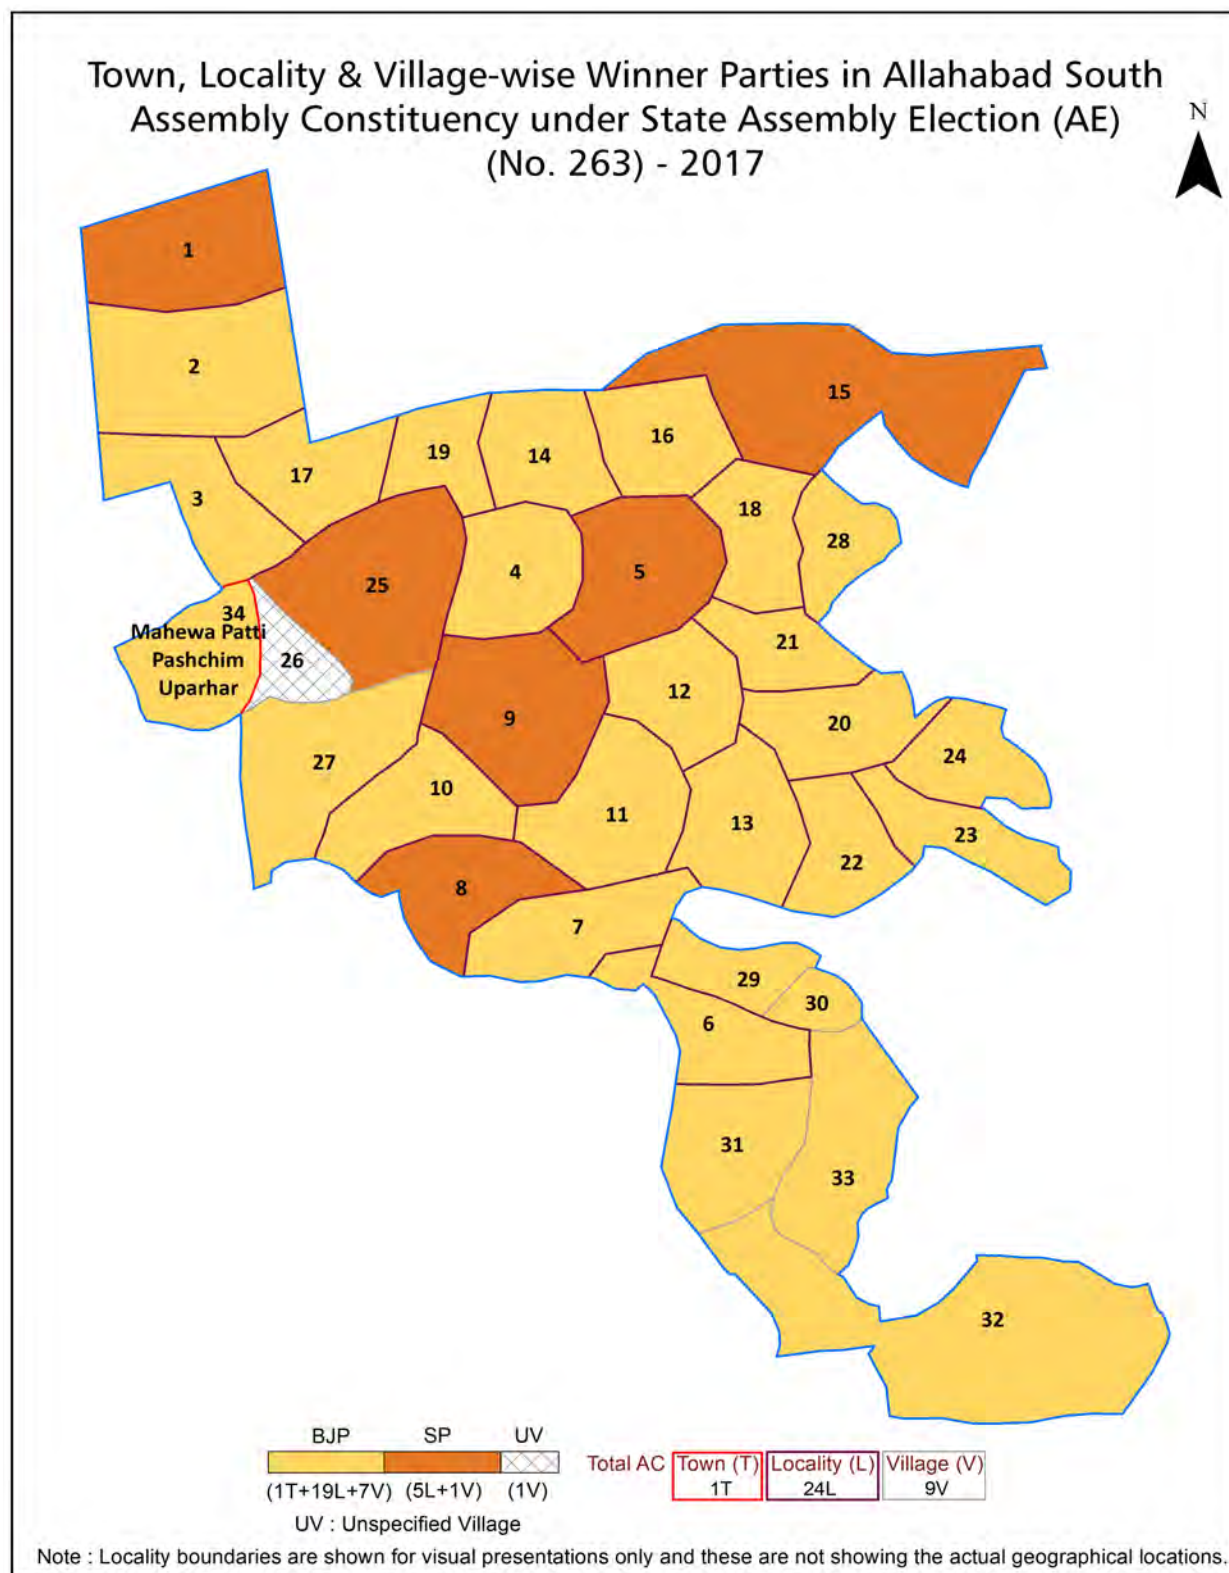 Town, Locality & Village-wise Winner Parties in Allahabad South
Assembly Constituency under State Assembly Election (AE)
(No. 263) - 2017
N
1
2
15
16
19
14
17
3
18
28
4
5
25
34
Mahewa Patti
Pashchim
Uparhar
26
21
12
9
20
24
27
10
11
13
23
22
8
7
29
30
6
31
33
32
BJP SP UV
(1T+19L+7V) (5L+1V) (1V)
UV : Unspecified Village
Total AC Town (T) Locality (L) Village (V)
1T 24L 9V
Note : Locality boundaries are shown for visual presentations only and these are not showing the actual geographical locations.